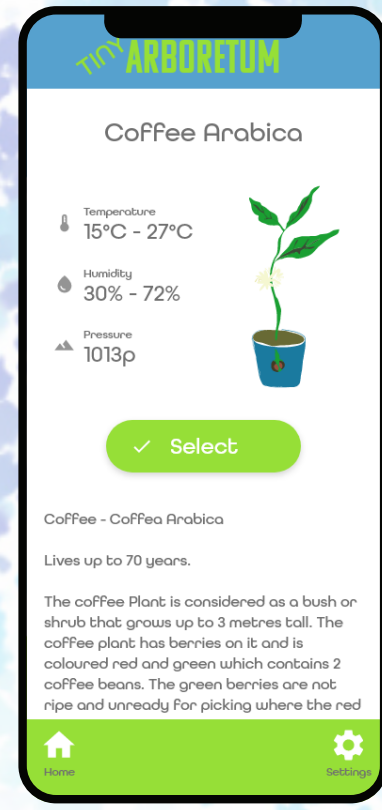 TINY ARBORETUM
Coffee Arabica
Temperature
15°C - 27°C
Humidity
30% - 72%
Pressure
1013p
Select
Coffee - Coffea Arabica
Lives up to 70 years.
The coffee Plant is considered as a bush or
shrub that grows up to 3 metres tall. The
coffee plant has berries on it and is
coloured red and green which contains 2
coffee beans. The green berries are not
ripe and unready for picking where the red
Home
Settings